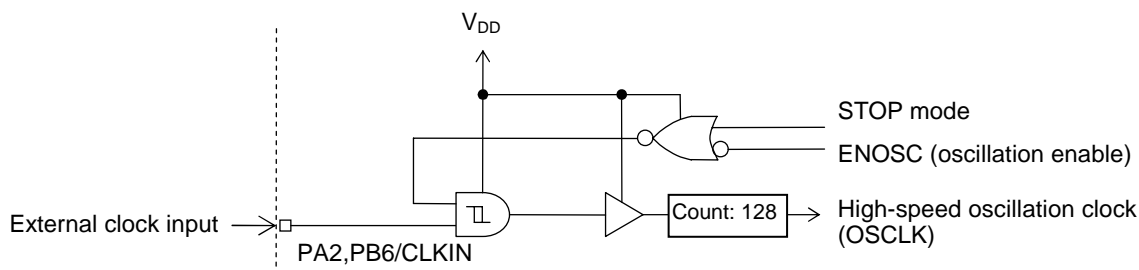 VDD
STOP mode
ENOSC (oscillation enable)
External clock input
PA2,PB6/CLKIN
Count: 128
High-speed oscillation clock
(OSCLK)